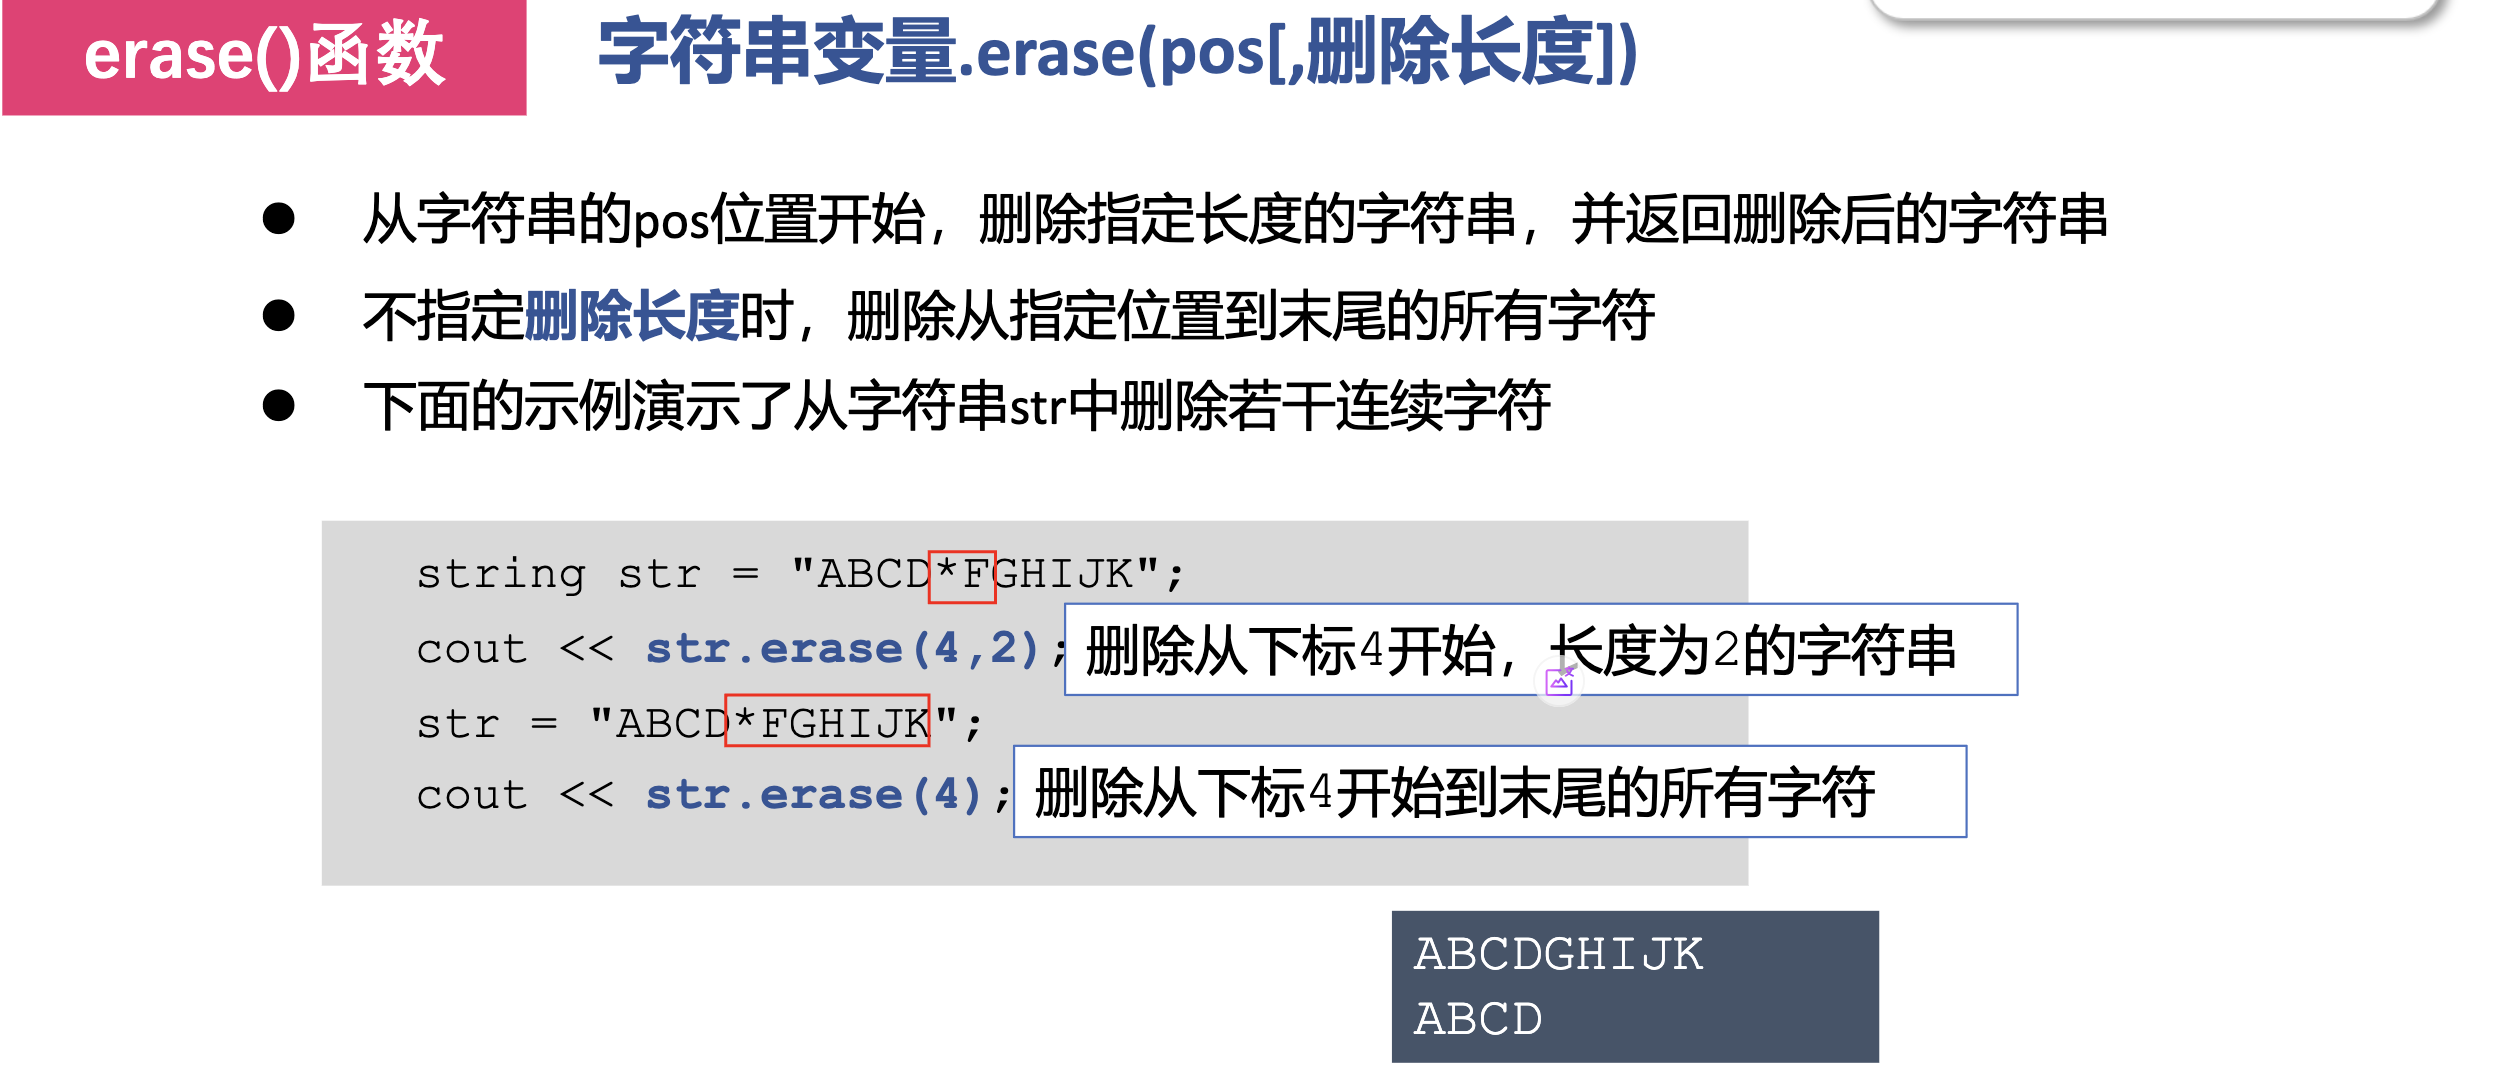 erase()函数
字符串变量.erase(pos[,删除长度])
从字符串的pos位置开始，删除指定长度的字符串，并返回删除后的字符串
不指定删除长度时，删除从指定位置到末尾的所有字符
下面的示例演示了从字符串str中删除若干连续字符
string str = "ABCD*FGHIJK";
cout << str.erase(4,2);
删除从下标4开始，长度为2的字符串
str = "ABCD*FGHIJK";
cout << str.erase(4);
删除从下标4开始到末尾的所有字符
ABCDGHIJK
ABCD